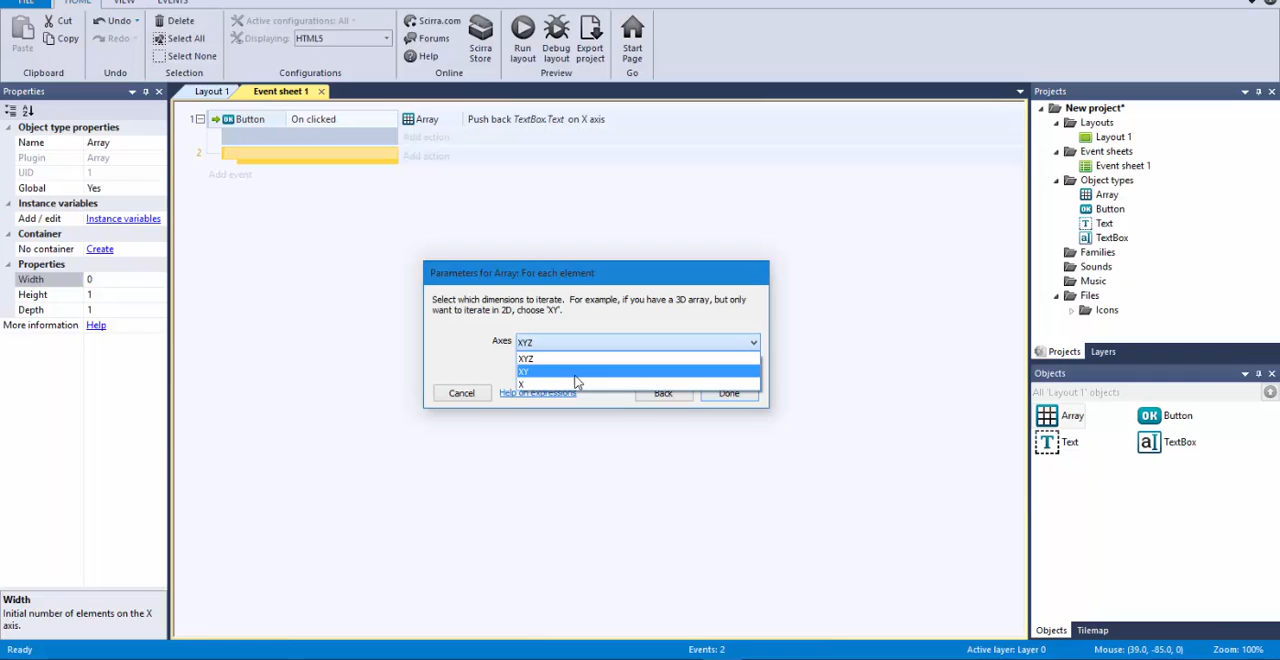 FILE HOME VIEW EVENTS
Paste
Cut
Copy
Clipboard
Undo
Redo
Undo
Delete
Select All
Select None
Selection
Active configurations: All
Displaying: HTML5
Configurations
Scirra.com
Forums
Help
Scirra Store
Online
Run layout
Debug layout
Export project
Preview
Start Page
Go
Properties
Object type properties
Name Array
Plugin Array
UID 1
Global Yes
Instance variables
Add / edit Instance variables
Container
No container Create
Properties
Width 0
Height 1
Depth 1
More information Help
Width
Initial number of elements on the X axis.
Layout 1 Event sheet 1
1 OK Button On clicked Array Push back TextBox.Text on X axis
Add action
2 Add action
Add event
Parameters for Array: For each element
Select which dimensions to iterate. For example, if you have a 3D array, but only
want to iterate in 2D, choose 'XY'.
Axes XYZ
XYZ
XY
X
Cancel Help on expressions Back Done
Projects
New project*
Layouts
Layout 1
Event sheets
Event sheet 1
Object types
Array
Button
Text
TextBox
Families
Sounds
Music
Files
Icons
Projects Layers
Objects
All 'Layout 1' objects
Array OK Button
T Text aI TextBox
Objects Tilemap
Ready Events: 2 Active layer: Layer 0 Mouse: (39.0, -85.0, 0) Zoom: 100%